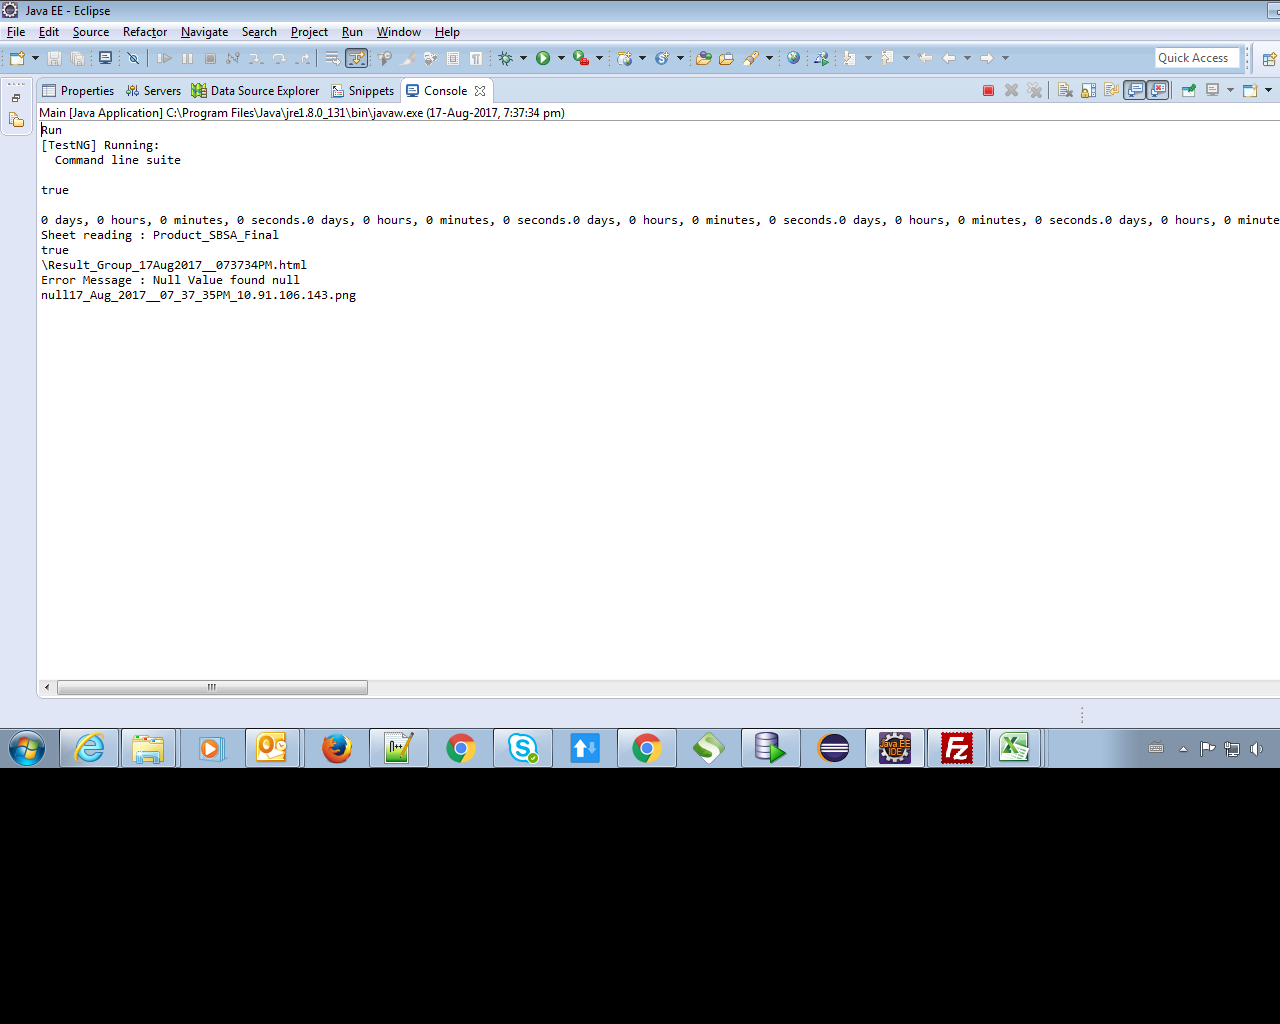 Java EE - Eclipse
File Edit Source Refactor Navigate Search Project Run Window Help
Quick Access
Properties Servers Data Source Explorer Snippets Console
Main [Java Application] C:\Program Files\Java\jre1.8.0_131\bin\javaw.exe (17-Aug-2017, 7:37:34 pm)
Run
[TestNG] Running:
Command line suite
true
0 days, 0 hours, 0 minutes, 0 seconds.0 days, 0 hours, 0 minutes, 0 seconds.0 days, 0 hours, 0 minutes, 0 seconds.0 days, 0 hours, 0 minutes, 0 seconds.0 days, 0 hours, 0 minute
Sheet reading : Product_SBSA_Final
true
\Result_Group_17Aug2017__073734PM.html
Error Message : Null Value found null
null17_Aug_2017__07_37_35PM_10.91.106.143.png
Java EE
IDE